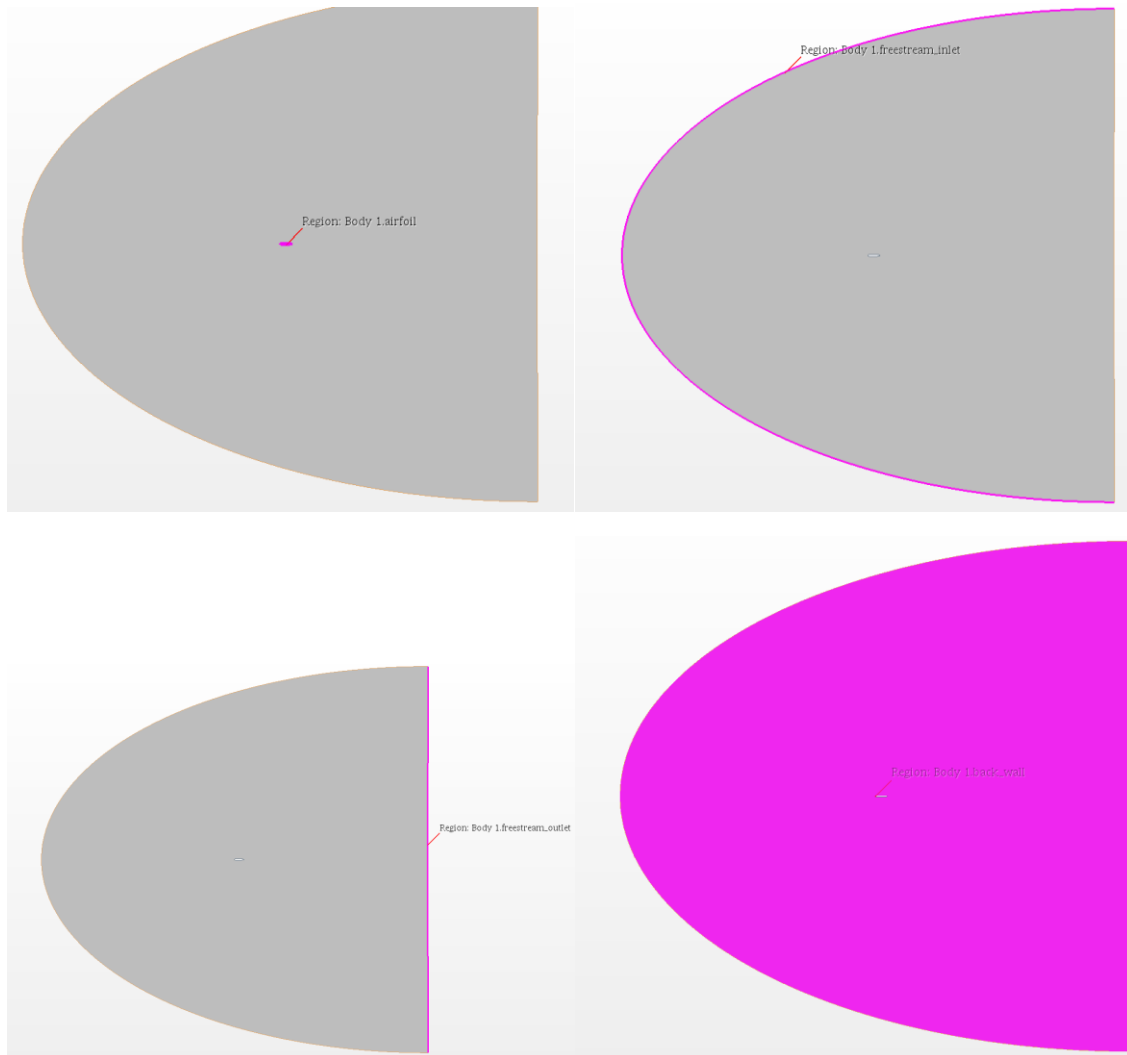 Region: Body 1.airfoil
Region: Body 1.freestream_inlet
Region: Body 1.freestream_outlet
Region: Body 1.back_wall